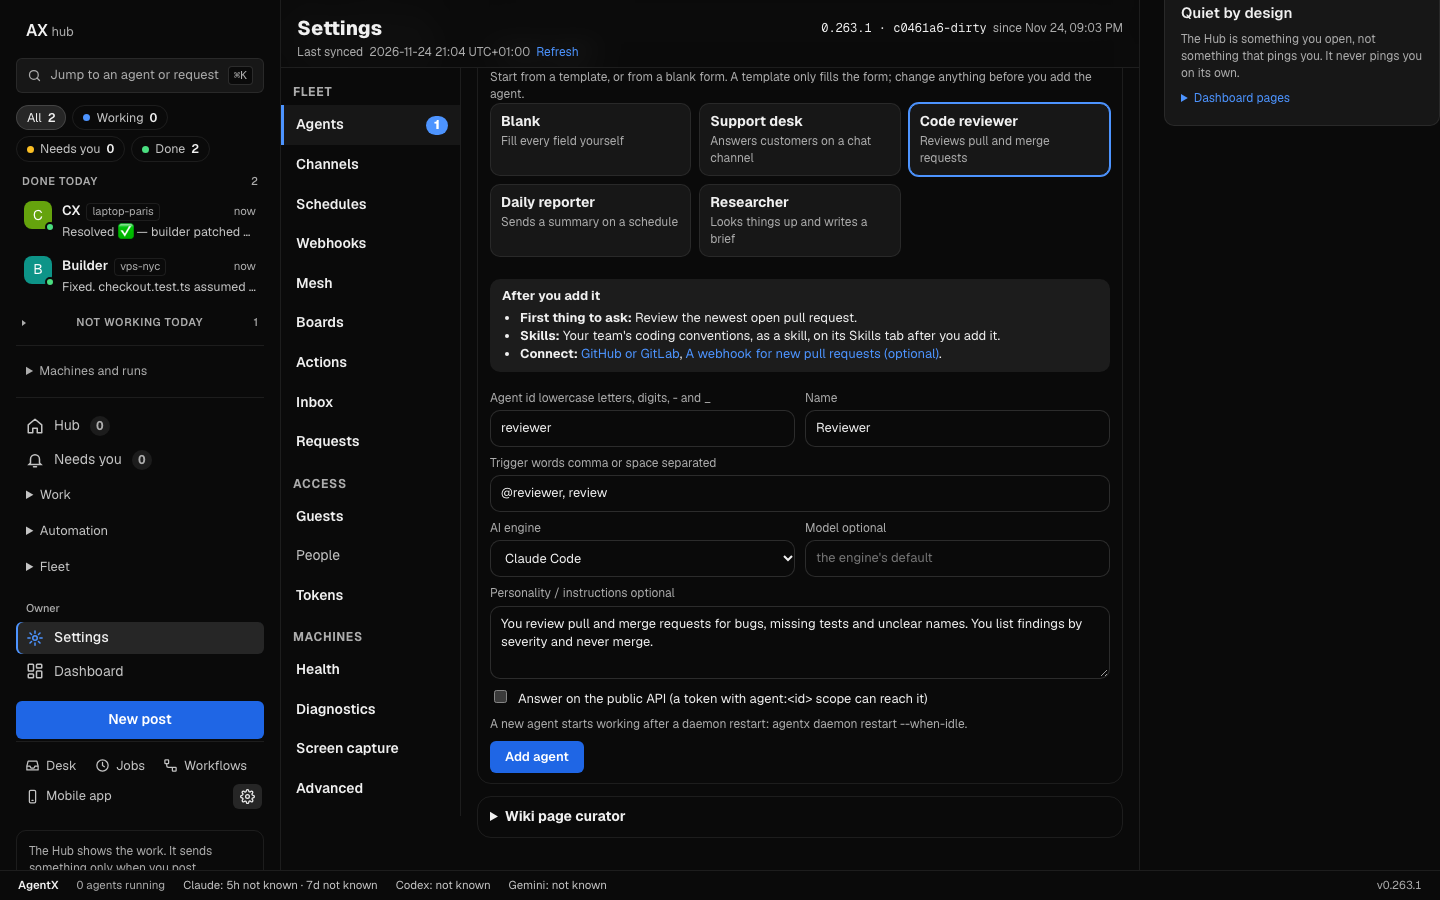 AX hub
Jump to an agent or request ⌘K
All 2
Working 0
Needs you 0
Done 2
DONE TODAY 2
C
CX laptop-paris now
Resolved ✅ — builder patched ...
B
Builder vps-nyc now
Fixed. checkout.test.ts assumed ...
NOT WORKING TODAY 1
Machines and runs
Hub 0
Needs you 0
Work
Automation
Fleet
Owner
Settings
Dashboard
New post
Desk
Jobs
Workflows
Mobile app
The Hub shows the work. It sends
something only when you post
Settings
0.263.1 · c0461a6-dirty since Nov 24, 09:03 PM
Last synced 2026-11-24 21:04 UTC+01:00 Refresh
FLEET
Agents 1
Channels
Schedules
Webhooks
Mesh
Boards
Actions
Inbox
Requests
ACCESS
Guests
People
Tokens
MACHINES
Health
Diagnostics
Screen capture
Advanced
Start from a template, or from a blank form. A template only fills the form; change anything before you add the
agent.
Blank
Fill every field yourself
Support desk
Answers customers on a chat
channel
Code reviewer
Reviews pull and merge
requests
Daily reporter
Sends a summary on a schedule
Researcher
Looks things up and writes a
brief
After you add it
• First thing to ask: Review the newest open pull request.
• Skills: Your team's coding conventions, as a skill, on its Skills tab after you add it.
• Connect: GitHub or GitLab, A webhook for new pull requests (optional).
Agent id lowercase letters, digits, - and _
reviewer
Name
Reviewer
Trigger words comma or space separated
@reviewer, review
AI engine
Claude Code
Model optional
the engine's default
Personality / instructions optional
You review pull and merge requests for bugs, missing tests and unclear names. You list findings by
severity and never merge.
Answer on the public API (a token with agent:<id> scope can reach it)
A new agent starts working after a daemon restart: agentx daemon restart --when-idle.
Add agent
Wiki page curator
Quiet by design
The Hub is something you open, not
something that pings you. It never pings you
on its own.
Dashboard pages
AgentX
0 agents running
Claude: 5h not known · 7d not known
Codex: not known
Gemini: not known
v0.263.1